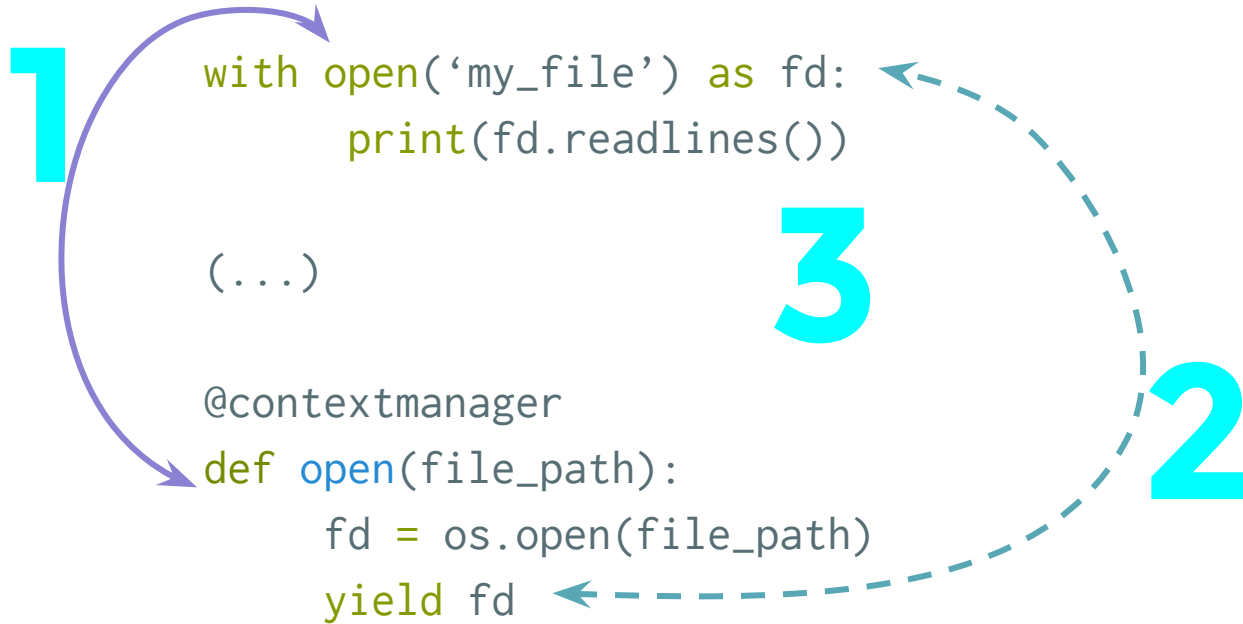 1
with open(‘my_file’) as fd:
print(fd.readlines())
3
(...)
2
@contextmanager
def open(file_path):
fd = os.open(file_path)
yield fd